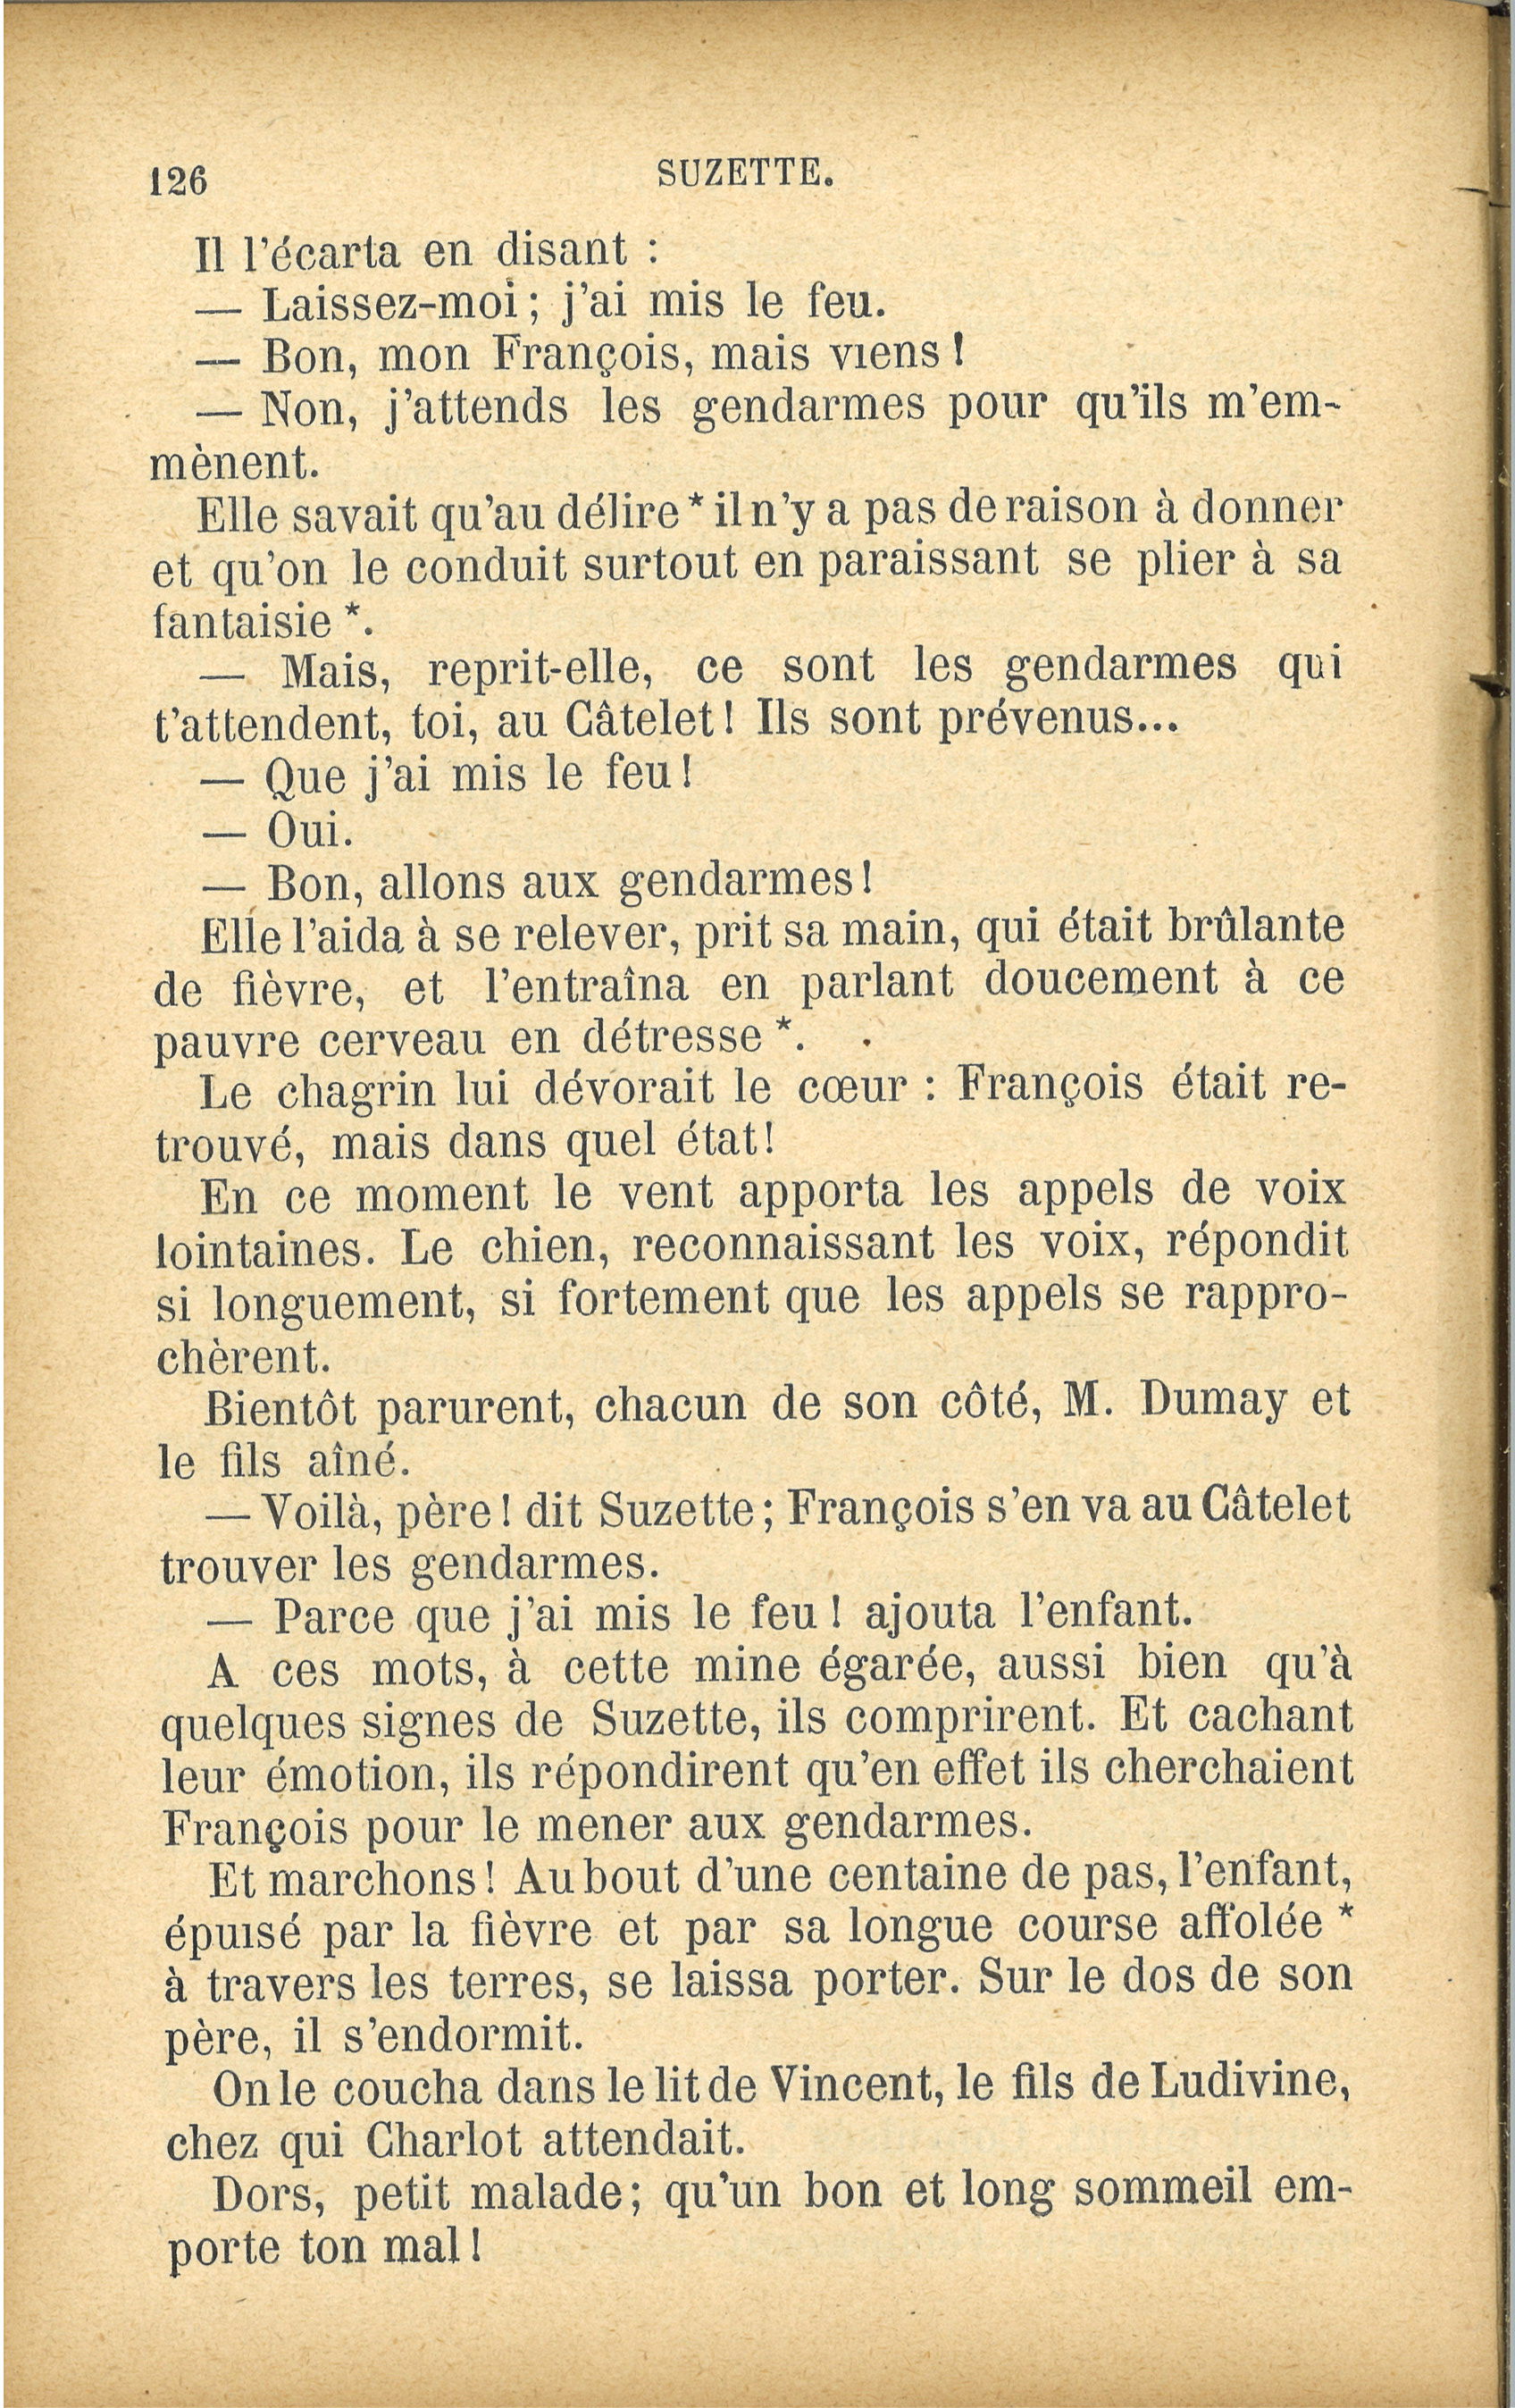 126
SUZETTE.
Il l'écarta en disant :
— Laissez-moi ; j'ai mis le feu.
— Bon, mon François, mais viens !
— Non, j'attends les gendarmes pour qu'ils m'em-
mènent.
Elle savait qu'au délire * il n'y a pas de raison à donner
et qu'on le conduit surtout en paraissant se plier à sa
fantaisie *.
— Mais, reprit-elle, ce sont les gendarmes qui
t'attendent, toi, au Câtelet ! Ils sont prévenus...
— Que j'ai mis le feu !
— Oui.
— Bon, allons aux gendarmes !
Elle l'aida à se relever, prit sa main, qui était brûlante
de fièvre, et l'entraîna en parlant doucement à ce
pauvre cerveau en détresse *.
Le chagrin lui dévorait le cœur : François était re-
trouvé, mais dans quel état !
En ce moment le vent apporta les appels de voix
lointaines. Le chien, reconnaissant les voix, répondit
si longuement, si fortement que les appels se rappro-
chèrent.
Bientôt parurent, chacun de son côté, M. Dumay et
le fils aîné.
— Voilà, père ! dit Suzette ; François s'en va au Câtelet
trouver les gendarmes.
— Parce que j'ai mis le feu ! ajouta l'enfant.
A ces mots, à cette mine égarée, aussi bien qu'à
quelques signes de Suzette, ils comprirent. Et cachant
leur émotion, ils répondirent qu'en effet ils cherchaient
François pour le mener aux gendarmes.
Et marchons ! Au bout d'une centaine de pas, l'enfant,
épuisé par la fièvre et par sa longue course affolée *
à travers les terres, se laissa porter. Sur le dos de son
père, il s'endormit.
On le coucha dans le lit de Vincent, le fils de Ludivine,
chez qui Charlot attendait.
Dors, petit malade ; qu'un bon et long sommeil em-
porte ton mal !